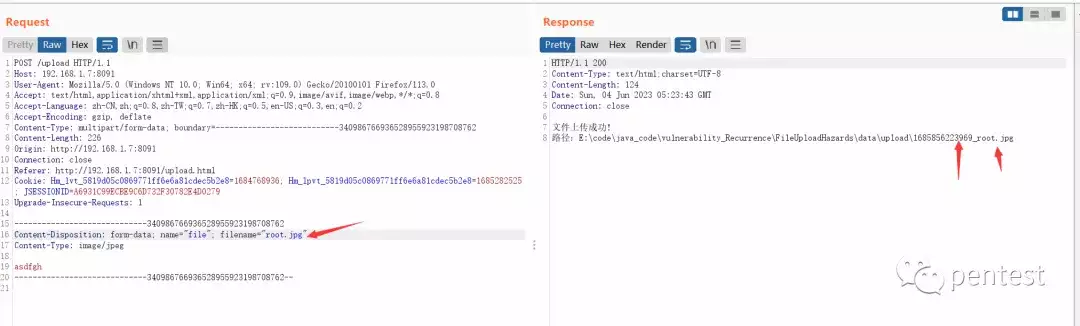 Request
Pretty Raw Hex \n
1 POST /upload HTTP/1.1
2 Host: 192.168.1.7:8091
3 User-Agent: Mozilla/5.0 (Windows NT 10.0; Win64; x64; rv:109.0) Gecko/20100101 Firefox/113.0
4 Accept: text/html,application/xhtml+xml,application/xml;q=0.9,image/avif,image/webp,*/*;q=0.8
5 Accept-Language: zh-CN,zh;q=0.8,zh-TW;q=0.7,zh-HK;q=0.5,en-US;q=0.3,en;q=0.2
6 Accept-Encoding: gzip, deflate
7 Content-Type: multipart/form-data; boundary=---------------------------340986766936528955923198708762
8 Content-Length: 226
9 Origin: http://192.168.1.7:8091
10 Connection: close
11 Referer: http://192.168.1.7:8091/upload.html
12 Cookie: Hm_lvt_5819d05c0869771ff6e6a81cdec5b2e8=1684768936; Hm_lpvt_5819d05c0869771ff6e6a81cdec5b2e8=1685282525
; JSESSIONID=A6931C99ECBE9C6D732F30782E4D0279
13 Upgrade-Insecure-Requests: 1
14
15 -----------------------------340986766936528955923198708762
16 Content-Disposition: form-data; name="file"; filename="root.jpg"
17 Content-Type: image/jpeg
18
19 asdfgh
20 -----------------------------340986766936528955923198708762--
21
Response
Pretty Raw Hex Render \n
1 HTTP/1.1 200
2 Content-Type: text/html;charset=UTF-8
3 Content-Length: 124
4 Date: Sun, 04 Jun 2023 05:23:43 GMT
5 Connection: close
6
7 文件上传成功!
8 路径：E:\code\java_code\vulnerability_Recurrence\FileUploadHazards\data\upload\1685856223969_root.jpg
pentest